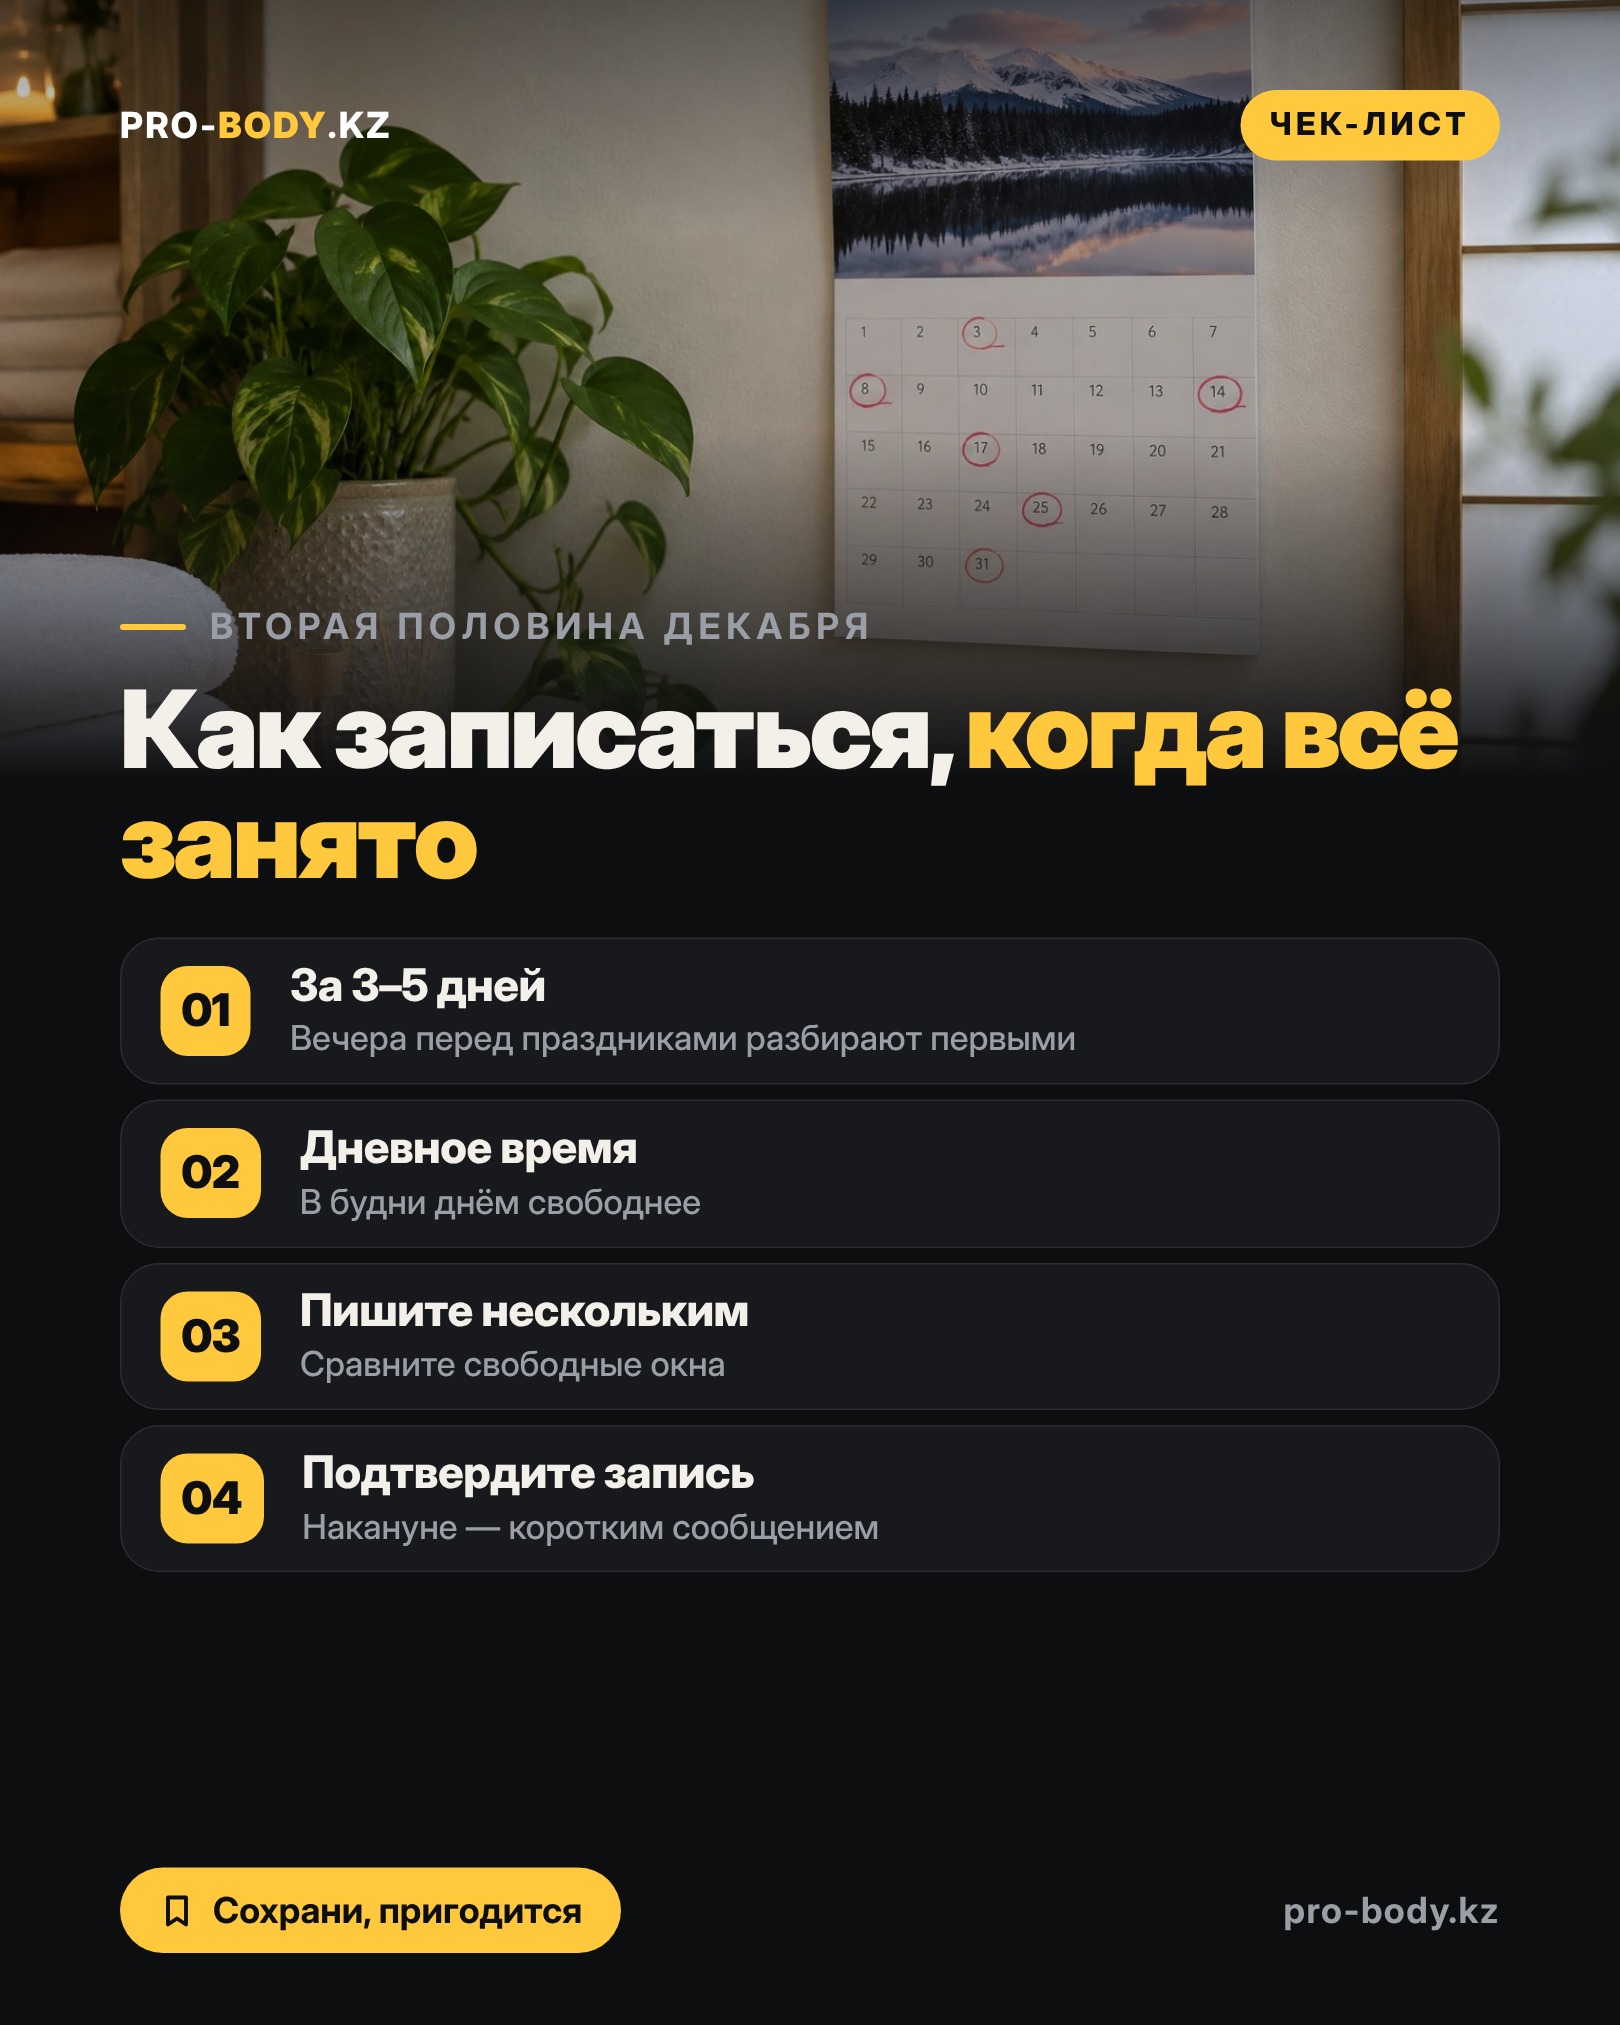 PRO-BODY.KZ
ЧЕК-ЛИСТ
1 2 3 4 5 6 7
8 9 10 11 12 13 14
15 16 17 18 19 20 21
22 23 24 25 26 27 28
29 30 31
ВТОРАЯ ПОЛОВИНА ДЕКАБРЯ
Как записаться, когда всё
занято
01
За 3–5 дней
Вечера перед праздниками разбирают первыми
02
Дневное время
В будни днём свободнее
03
Пишите нескольким
Сравните свободные окна
04
Подтвердите запись
Накануне — коротким сообщением
Сохрани, пригодится
pro-body.kz